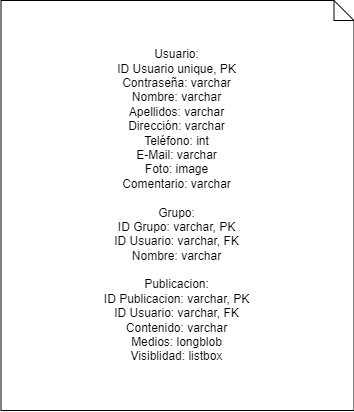 Usuario:
ID Usuario unique, PK
Contraseña: varchar
Nombre: varchar
Apellidos: varchar
Dirección: varchar
Teléfono: int
E-Mail: varchar
Foto: image
Comentario: varchar
Grupo:
ID Grupo: varchar, PK
ID Usuario: varchar, FK
Nombre: varchar
Publicacion:
ID Publicacion: varchar, PK
ID Usuario: varchar, FK
Contenido: varchar
Medios: longblob
Visiblidad: listbox